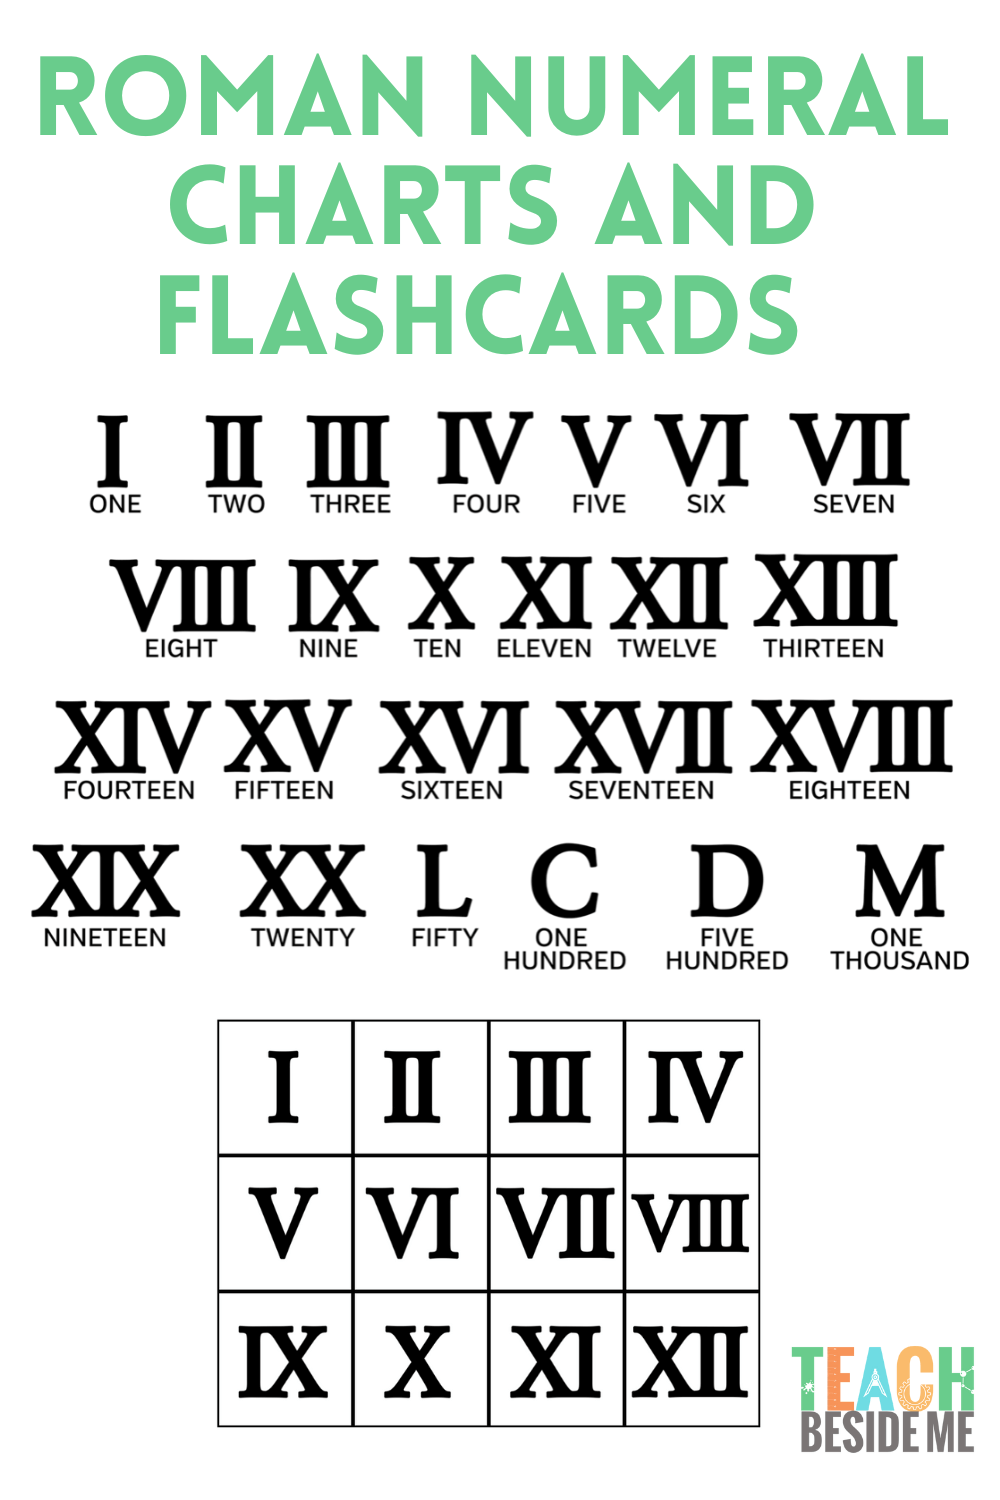 ROMAN NUMERAL
CHARTS AND
FLASHCARDS
I II III IV V VI VII
ONE TWO THREE FOUR FIVE SIX SEVEN
VIII IX X XI XII XIII
EIGHT NINE TEN ELEVEN TWELVE THIRTEEN
XIV XV XVI XVII XVIII
FOURTEEN FIFTEEN SIXTEEN SEVENTEEN EIGHTEEN
XIX XX L C D M
NINETEEN TWENTY FIFTY ONE FIVE ONE
HUNDRED HUNDRED THOUSAND
I II III IV
V VI VII VIII
IX X XI XII
TEACH
BESIDE ME